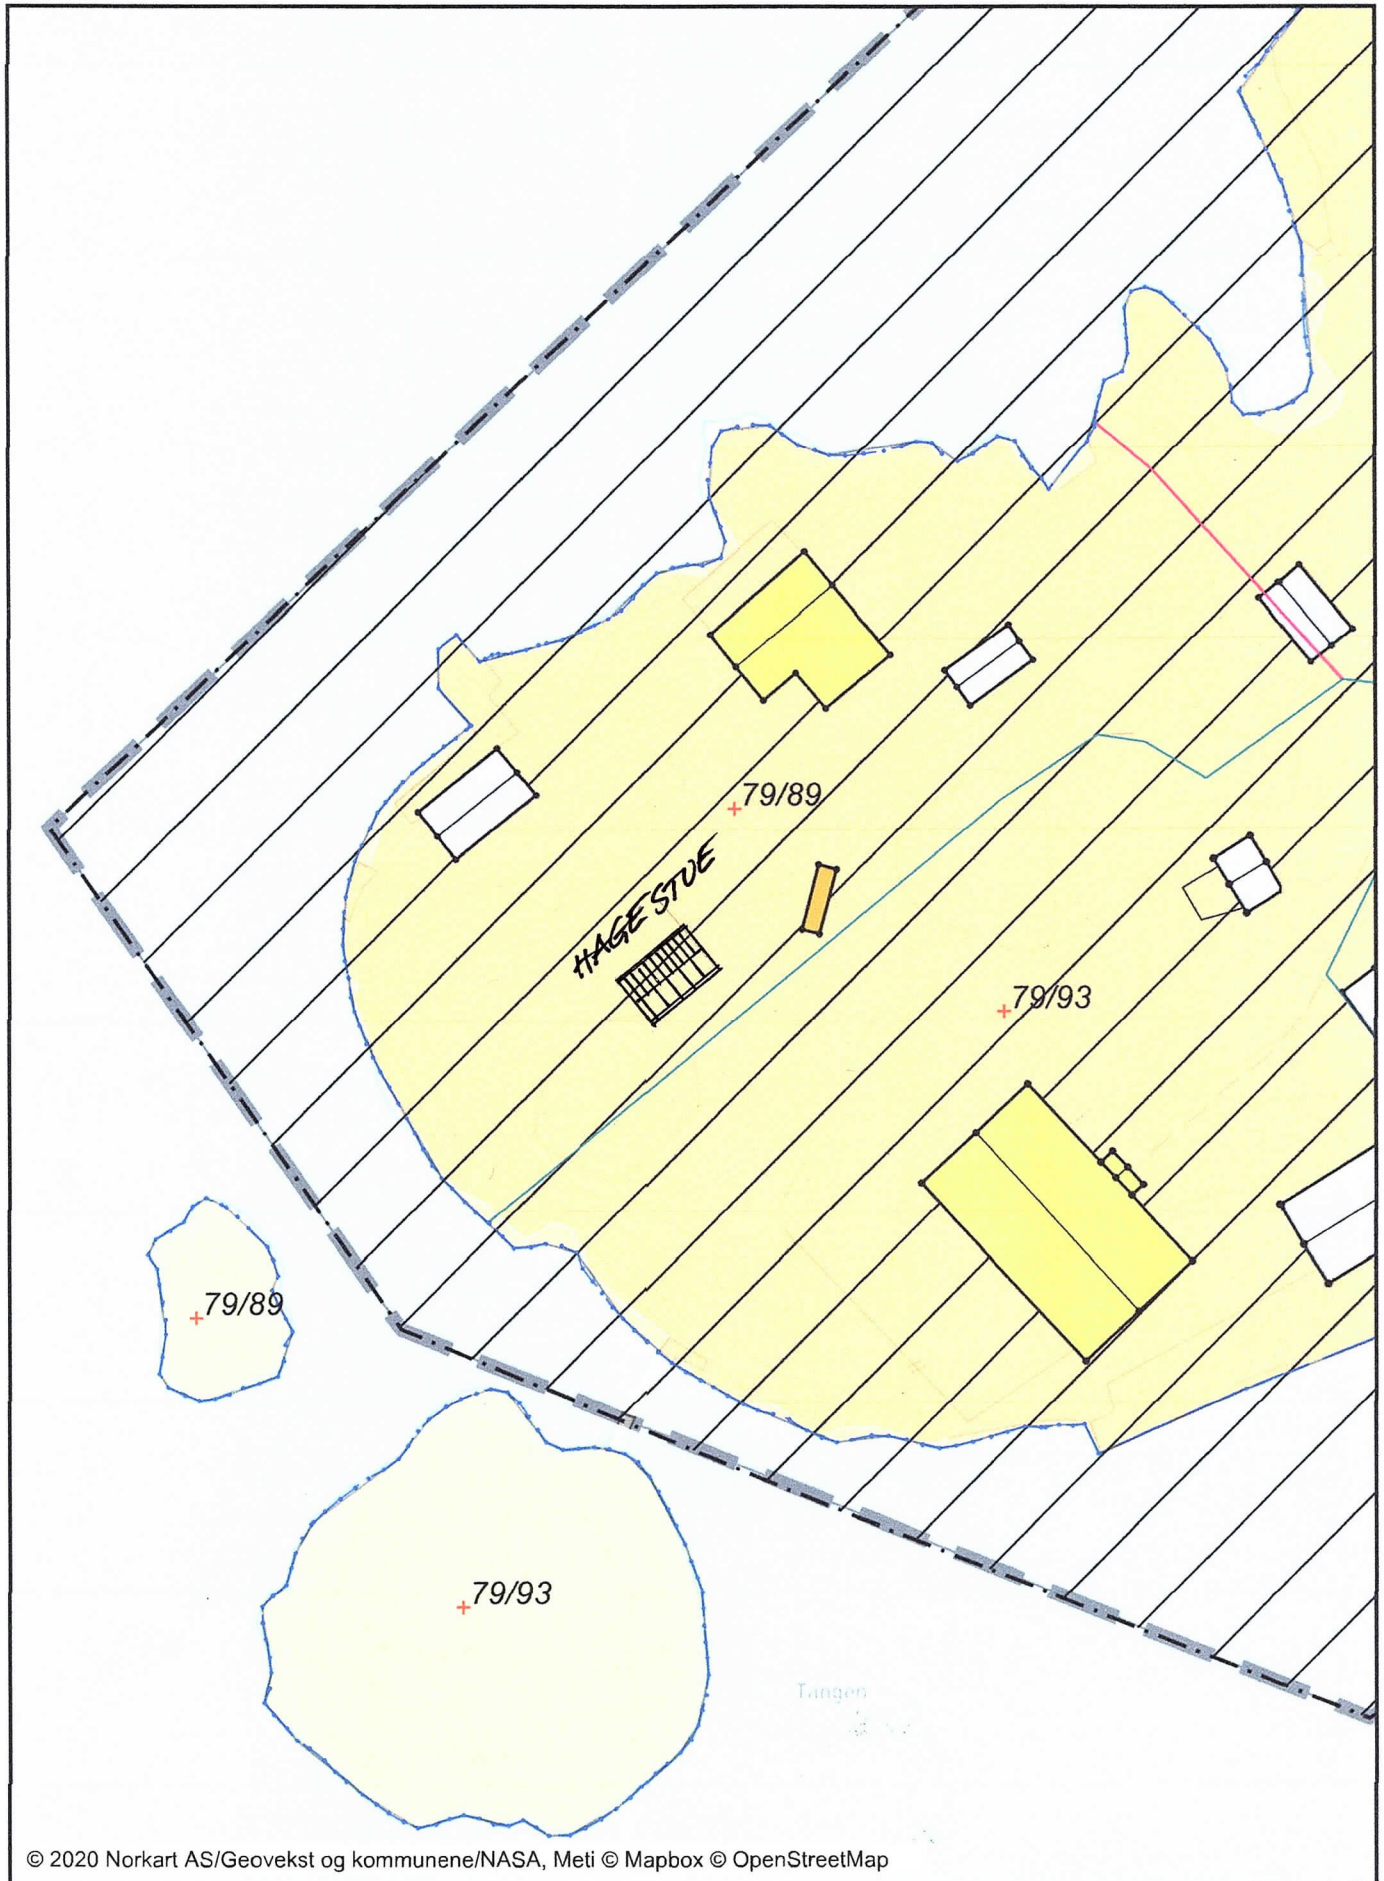 79/89
HAGESTUE
79/93
79/89
79/93
Tangen
© 2020 Norkart AS/Geovekst og kommunene/NASA, Meti © Mapbox © OpenStreetMap